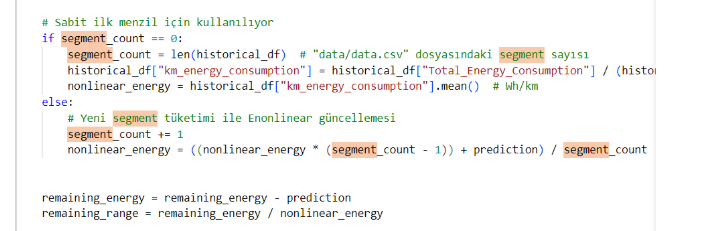 # Sabit ilk menzil için kullanılıyor
if segment_count == 0:
segment_count = len(historical_df)  # "data/data.csv" dosyasındaki segment sayısı
historical_df["km_energy_consumption"] = historical_df["Total_Energy_Consumption"] / (histo
nonlinear_energy = historical_df["km_energy_consumption"].mean()  # Wh/km
else:
# Yeni segment tüketimi ile Enonlinear güncellemesi
segment_count += 1
nonlinear_energy = ((nonlinear_energy * (segment_count - 1)) + prediction) / segment_count
remaining_energy = remaining_energy - prediction
remaining_range = remaining_energy / nonlinear_energy